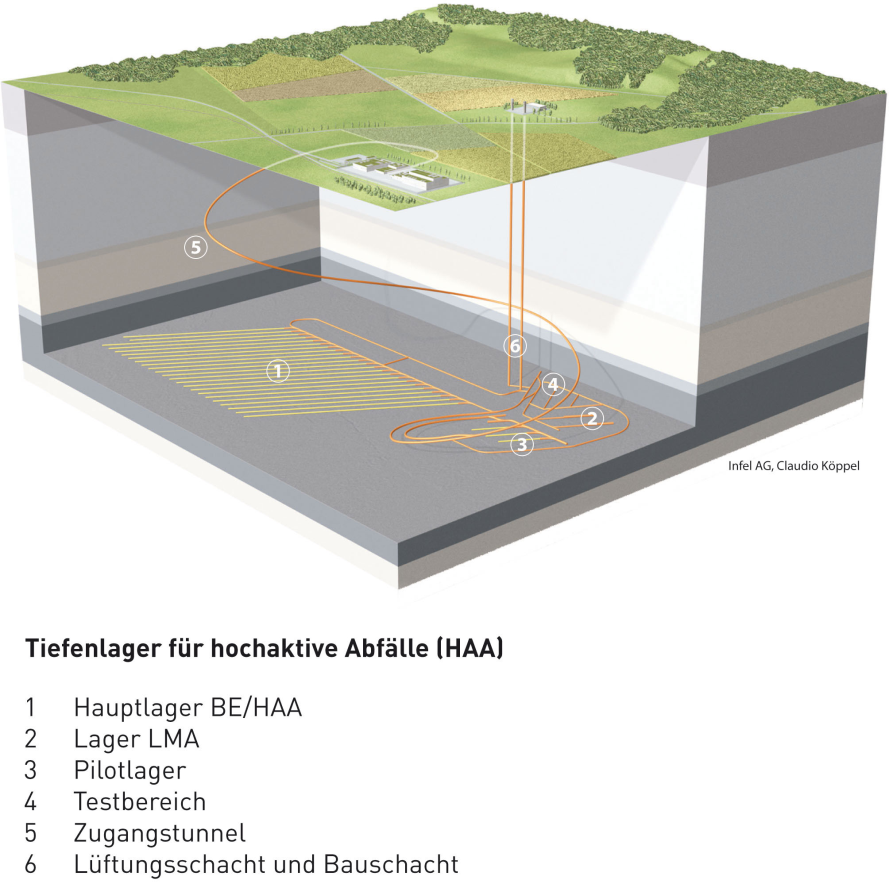 5
6
1
4
2
3
Infel AG, Claudio Köppel
Tiefenlager für hochaktive Abfälle (HAA)
1 Hauptlager BE/HAA
2 Lager LMA
3 Pilotlager
4 Testbereich
5 Zugangstunnel
6 Lüftungsschacht und Bauschacht